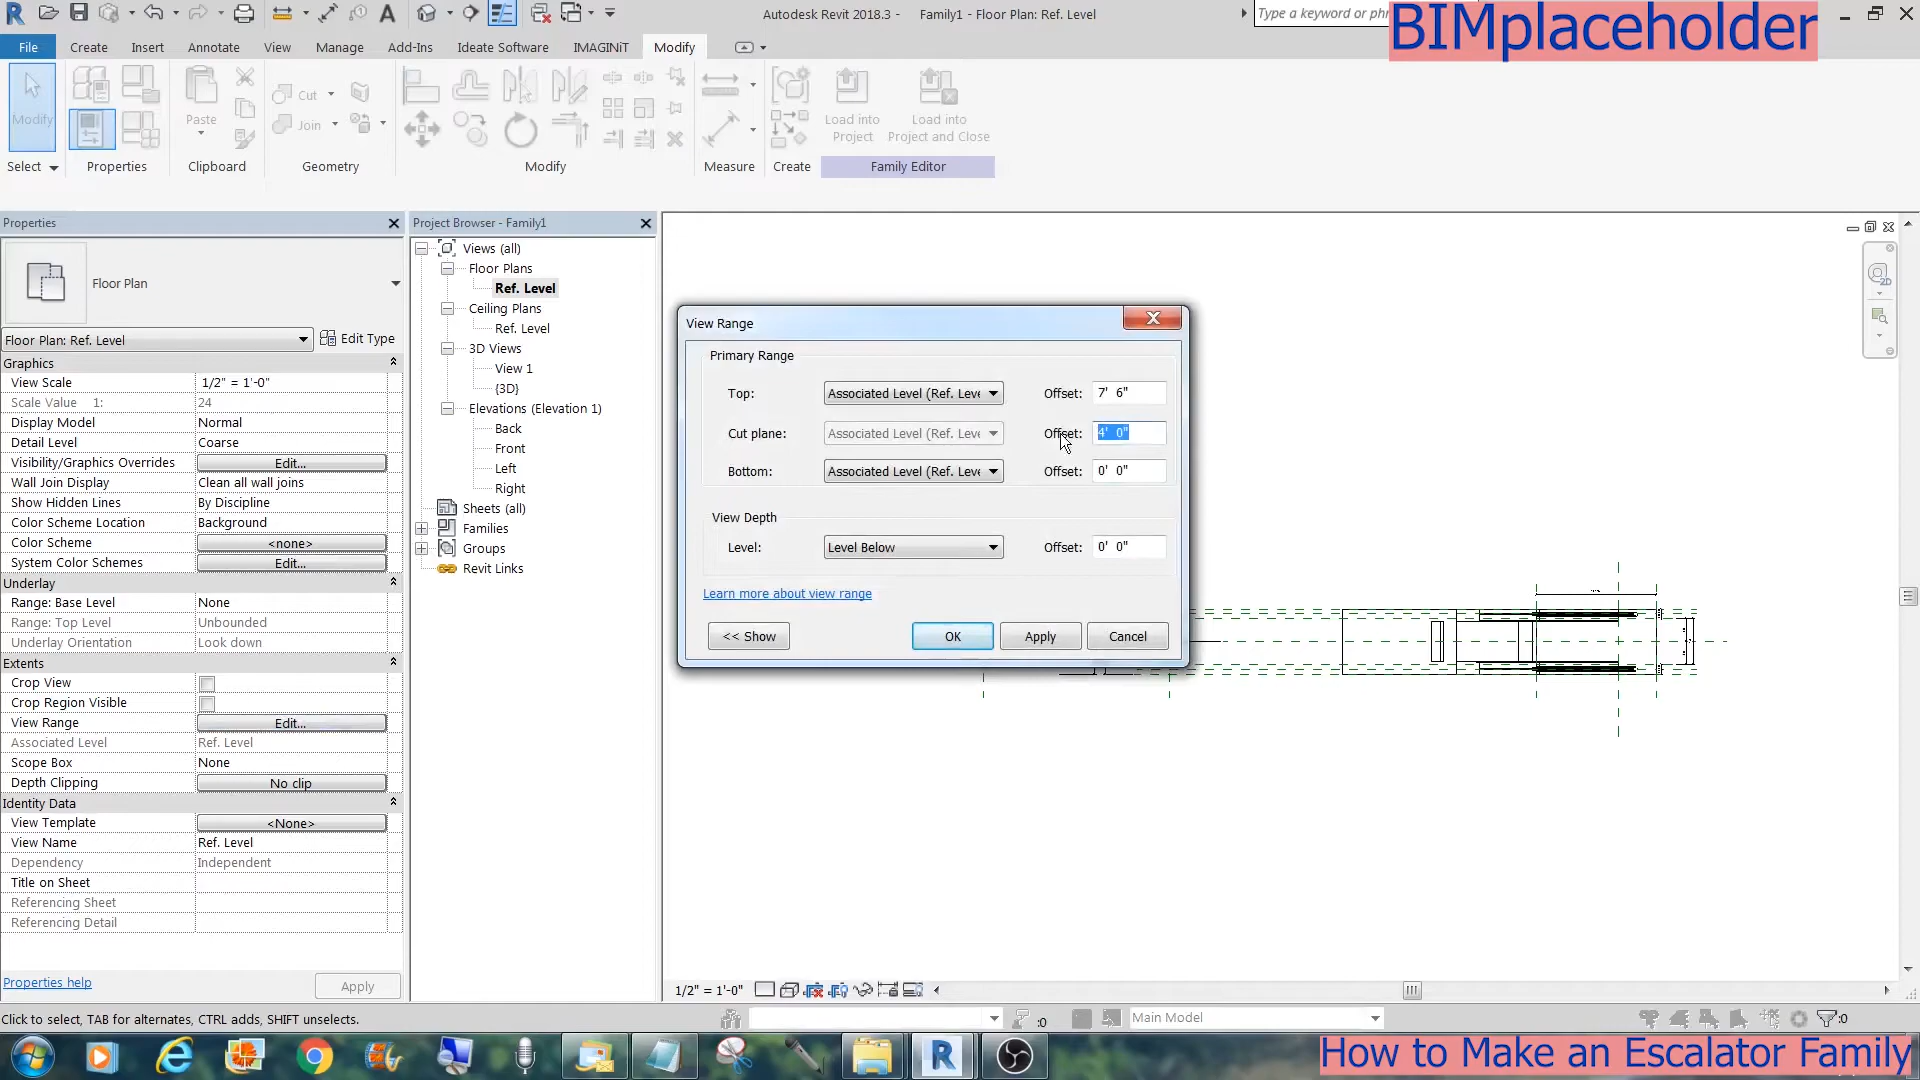 Autodesk Revit 2018.3 - Family1 - Floor Plan: Ref. Level
Type a keyword or phr
BIMplaceholder
File Create Insert Annotate View Manage Add-Ins Ideate Software IMAGINiT Modify
Modify
Paste
Cut
Join
Load into Project
Load into Project and Close
Select Properties Clipboard Geometry Modify Measure Create Family Editor
Properties
Floor Plan
Floor Plan: Ref. Level Edit Type
Graphics
View Scale 1/2" = 1'-0"
Scale Value 1: 24
Display Model Normal
Detail Level Coarse
Visibility/Graphics Overrides Edit...
Wall Join Display Clean all wall joins
Show Hidden Lines By Discipline
Color Scheme Location Background
Color Scheme <none>
System Color Schemes Edit...
Underlay
Range: Base Level None
Range: Top Level Unbounded
Underlay Orientation Look down
Extents
Crop View
Crop Region Visible
View Range Edit...
Associated Level Ref. Level
Scope Box None
Depth Clipping No clip
Identity Data
View Template <None>
View Name Ref. Level
Dependency Independent
Title on Sheet
Referencing Sheet
Referencing Detail
Properties help Apply
Project Browser - Family1
Views (all)
Floor Plans
Ref. Level
Ceiling Plans
Ref. Level
3D Views
View 1
{3D}
Elevations (Elevation 1)
Back
Front
Left
Right
Sheets (all)
Families
Groups
Revit Links
View Range
Primary Range
Top: Associated Level (Ref. Leve Offset: 7' 6"
Cut plane: Associated Level (Ref. Leve Offset: 4' 0"
Bottom: Associated Level (Ref. Leve Offset: 0' 0"
View Depth
Level: Level Below Offset: 0' 0"
Learn more about view range
<< Show OK Apply Cancel
2D
1/2" = 1'-0"
Click to select, TAB for alternates, CTRL adds, SHIFT unselects.
:0
Main Model
:0
How to Make an Escalator Family